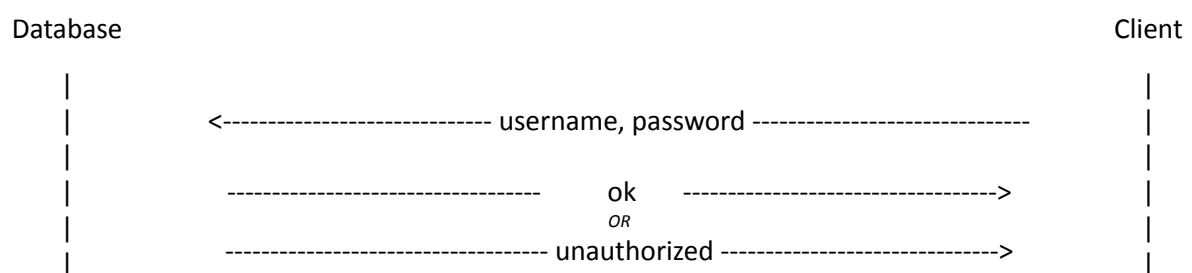 Database Client
<------------------------------ username, password -------------------------------
----------------------------------- ok ----------------------------------->
OR
------------------------------------ unauthorized ------------------------------->